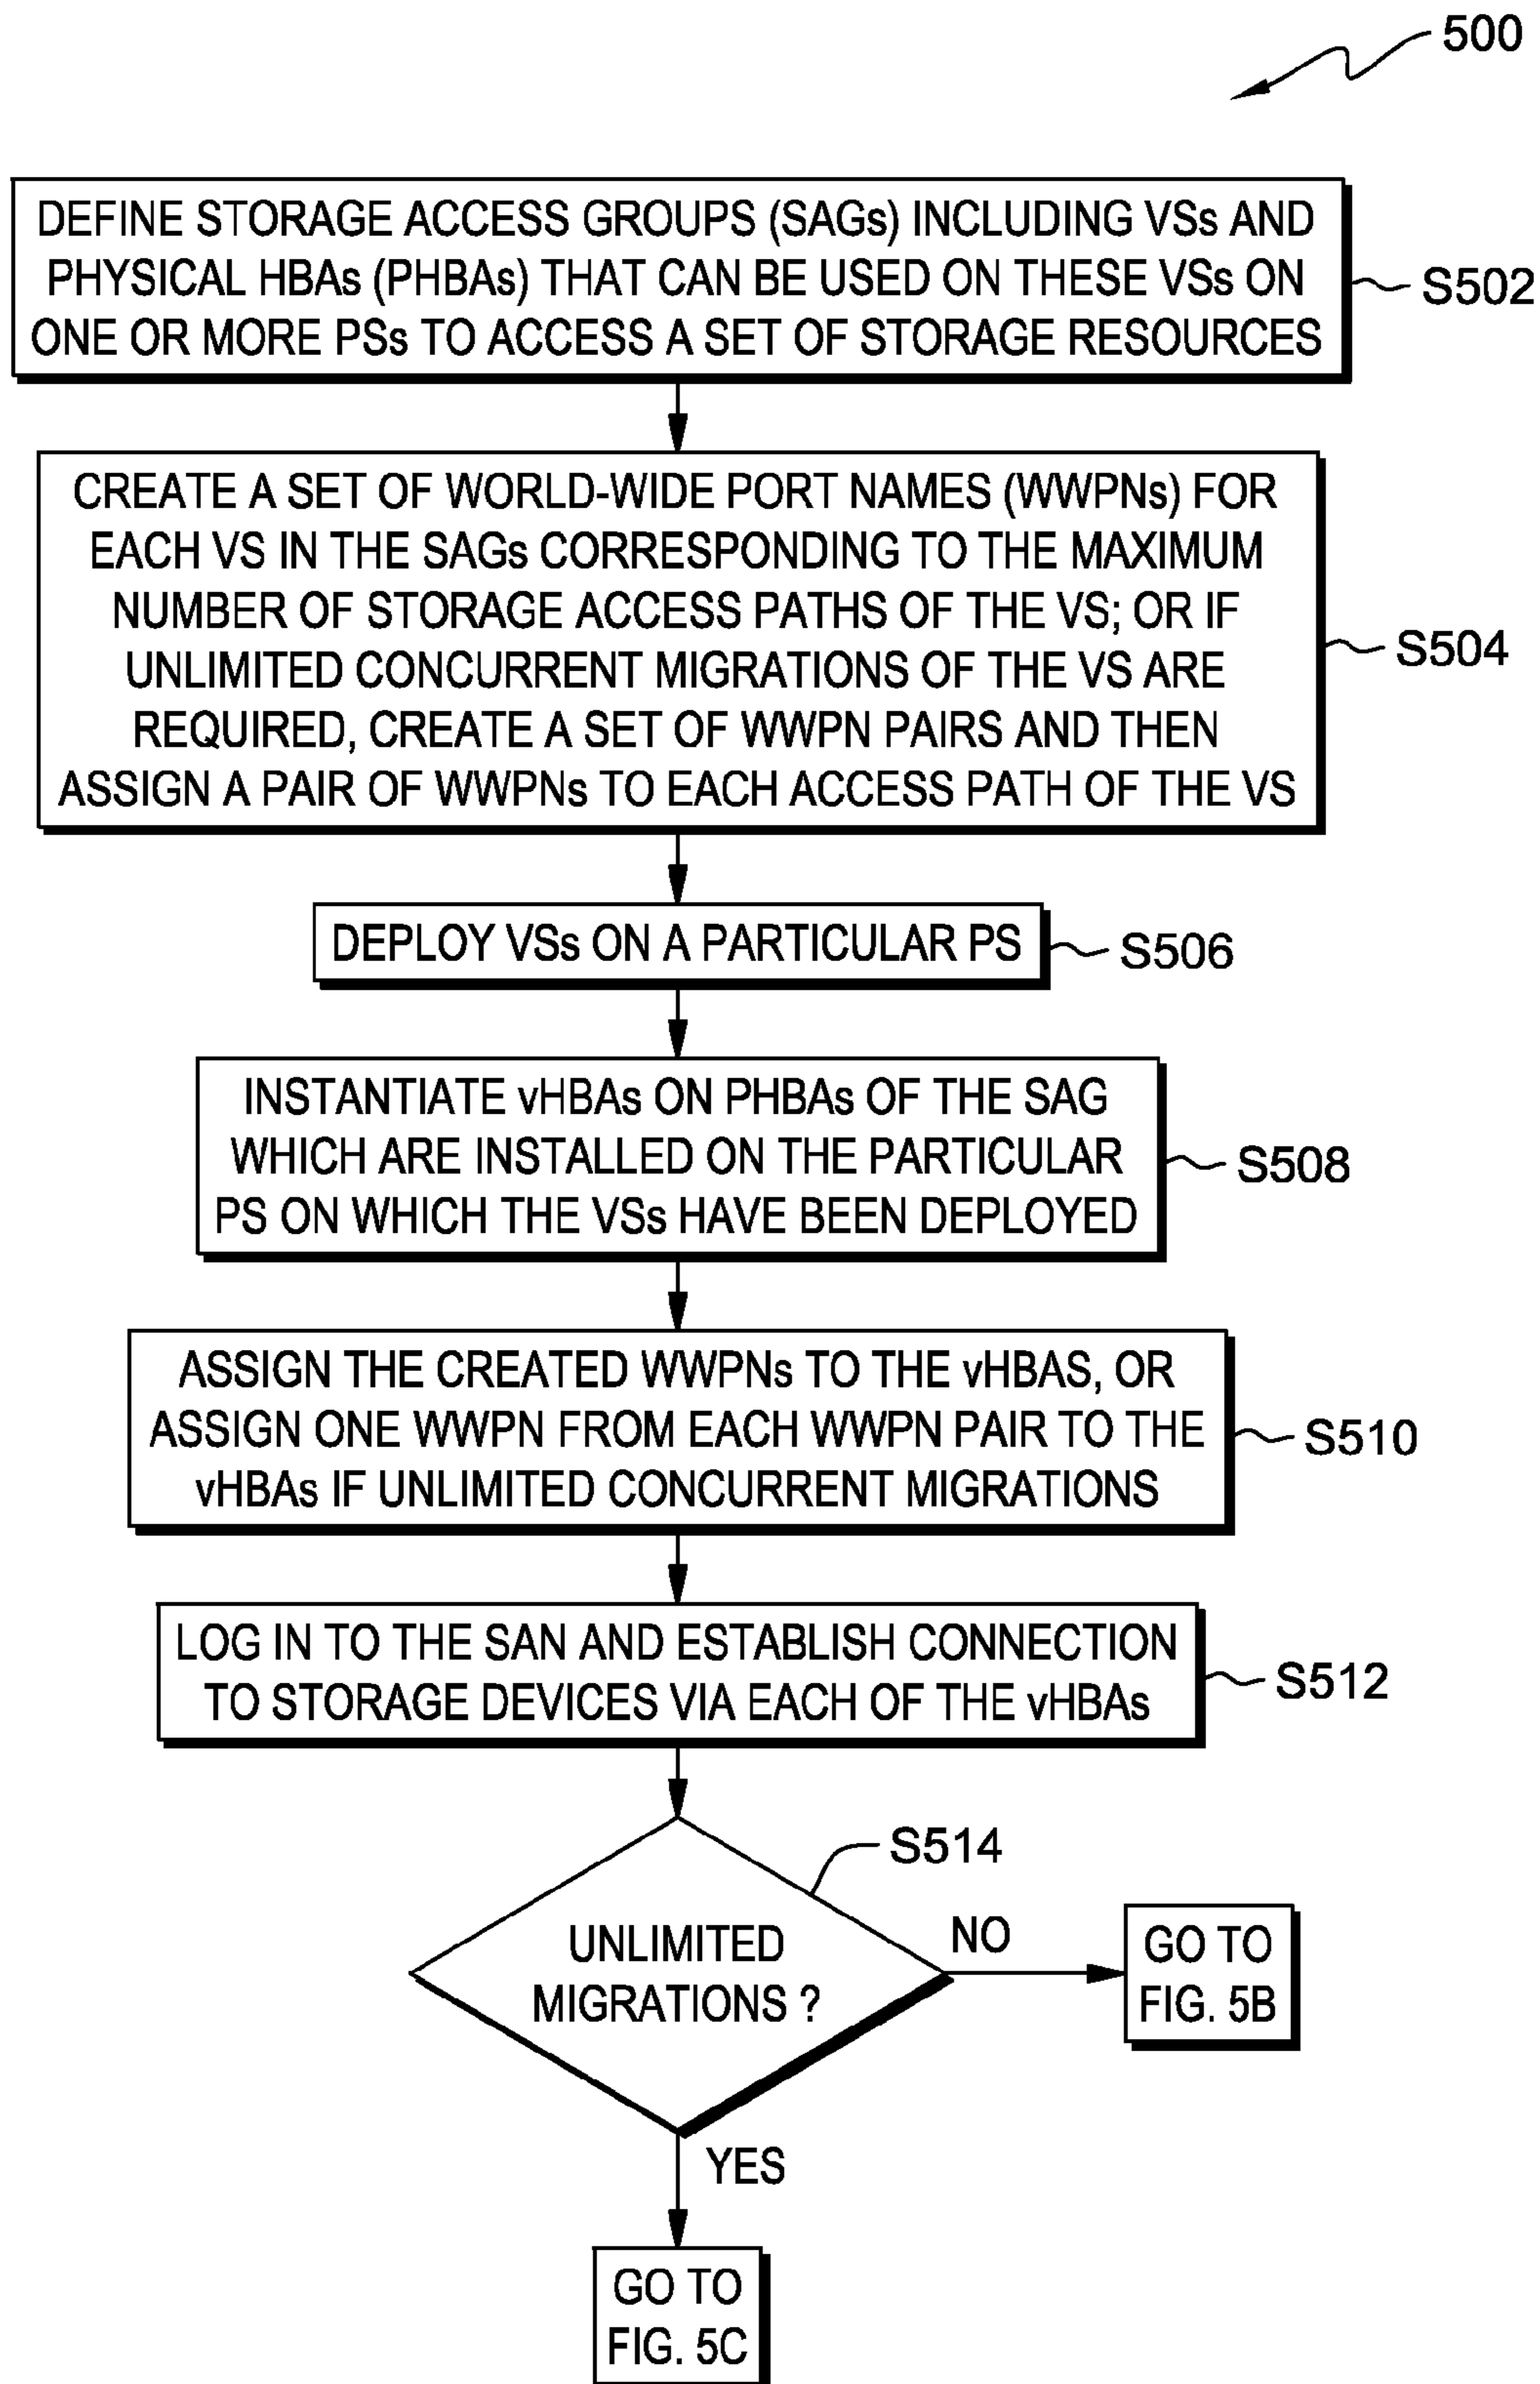 500
DEFINE STORAGE ACCESS GROUPS (SAGs) INCLUDING VSs AND
PHYSICAL HBAs (PHBAs) THAT CAN BE USED ON THESE VSs ON
ONE OR MORE PSs TO ACCESS A SET OF STORAGE RESOURCES
S502
CREATE A SET OF WORLD-WIDE PORT NAMES (WWPNs) FOR
EACH VS IN THE SAGs CORRESPONDING TO THE MAXIMUM
NUMBER OF STORAGE ACCESS PATHS OF THE VS; OR IF
UNLIMITED CONCURRENT MIGRATIONS OF THE VS ARE
REQUIRED, CREATE A SET OF WWPN PAIRS AND THEN
ASSIGN A PAIR OF WWPNs TO EACH ACCESS PATH OF THE VS
S504
DEPLOY VSs ON A PARTICULAR PS
S506
INSTANTIATE vHBAs ON PHBAs OF THE SAG
WHICH ARE INSTALLED ON THE PARTICULAR
PS ON WHICH THE VSs HAVE BEEN DEPLOYED
S508
ASSIGN THE CREATED WWPNs TO THE vHBAS, OR
ASSIGN ONE WWPN FROM EACH WWPN PAIR TO THE
vHBAs IF UNLIMITED CONCURRENT MIGRATIONS
S510
LOG IN TO THE SAN AND ESTABLISH CONNECTION
TO STORAGE DEVICES VIA EACH OF THE vHBAs
S512
S514
UNLIMITED
MIGRATIONS ?
NO
GO TO
FIG. 5B
YES
GO TO
FIG. 5C